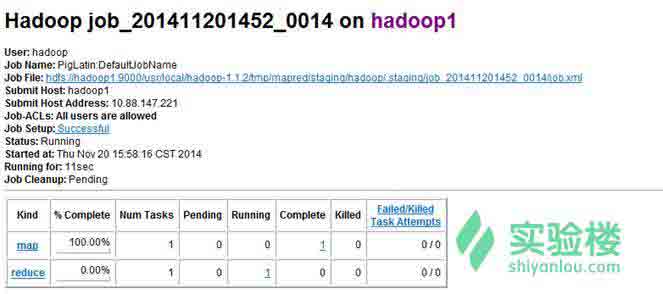 Hadoop job_201411201452_0014 on hadoop1
User: hadoop
Job Name: PigLatin:DefaultJobName
Job File: hdfs://hadoop1:9000/usr/local/hadoop-1.1.2/tmp/mapred/staging/hadoop/.staging/job_201411201452_0014/job.xml
Submit Host: hadoop1
Submit Host Address: 10.88.147.221
Job-ACLs: All users are allowed
Job Setup: Successful
Status: Running
Started at: Thu Nov 20 15:58:16 CST 2014
Running for: 11sec
Job Cleanup: Pending
Kind % Complete Num Tasks Pending Running Complete Killed Failed/Killed Task Attempts
map 100.00% 1 0 0 1 0 0 / 0
reduce 0.00% 1 0 1 0 0 0 / 0
实验楼
shiyanlou.com